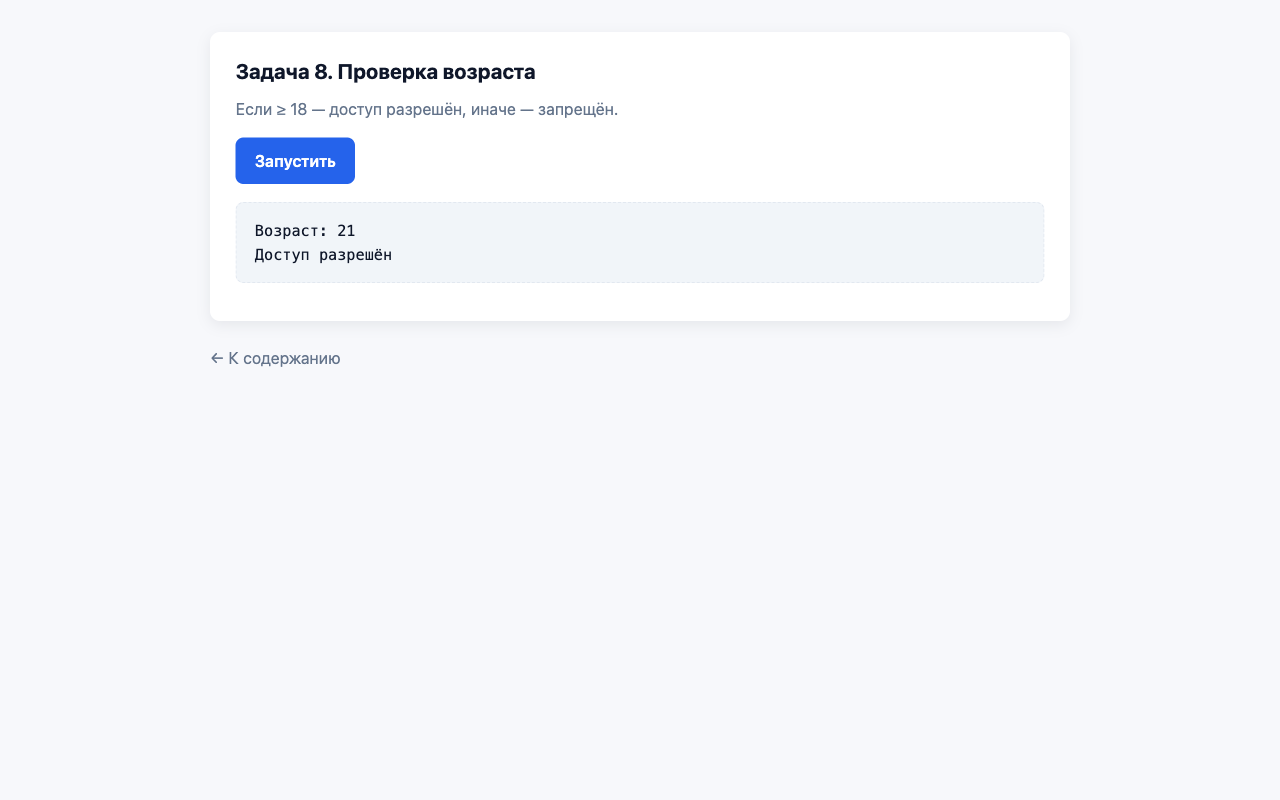 Задача 8. Проверка возраста
Если ≥ 18 — доступ разрешён, иначе — запрещён.
Запустить
Возраст: 21
Доступ разрешён
← К содержанию